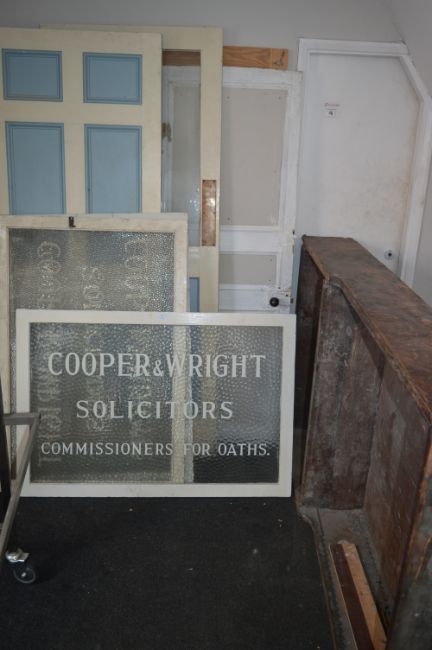 COOPER & WRIGHT
SOLICITORS
COMMISSIONERS FOR OATHS.